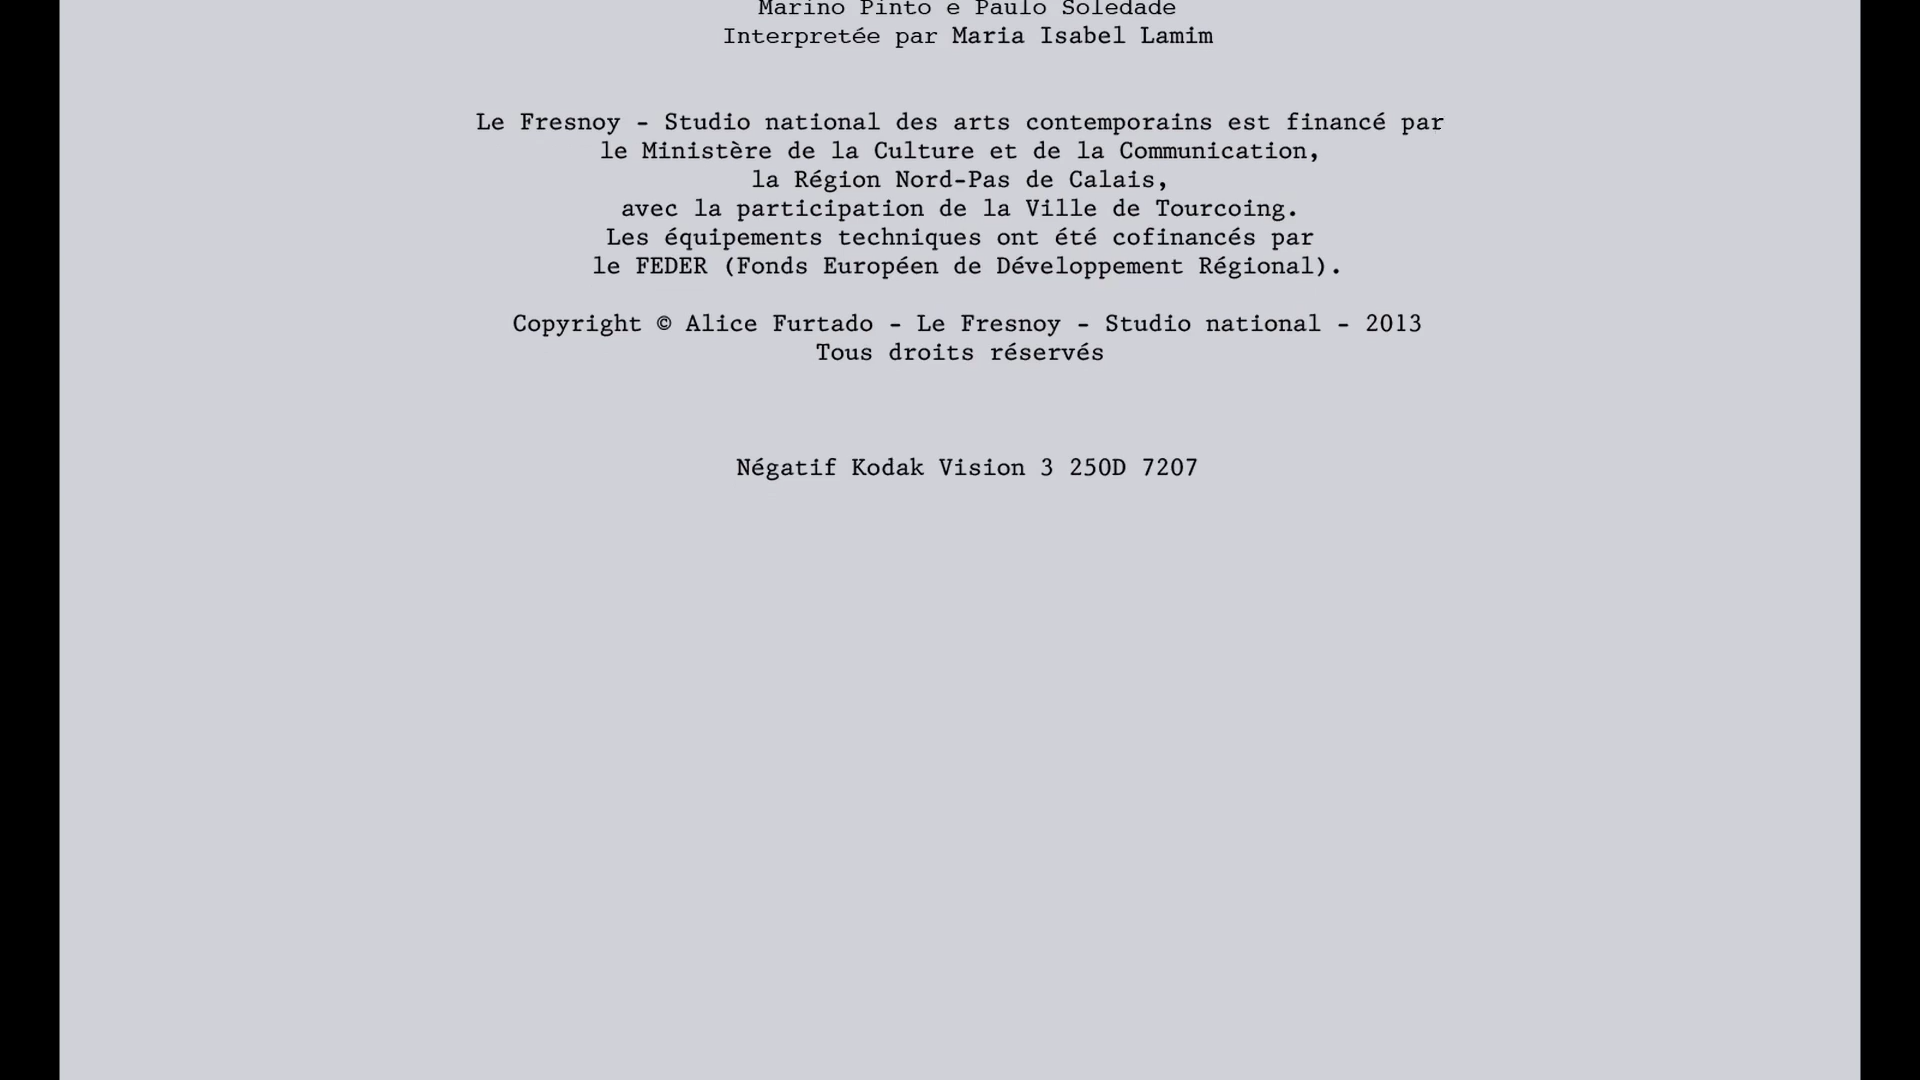 Marino Pinto e Paulo Soledade
Interpretée par Maria Isabel Lamim
Le Fresnoy - Studio national des arts contemporains est financé par
le Ministère de la Culture et de la Communication,
la Région Nord-Pas de Calais,
avec la participation de la Ville de Tourcoing.
Les équipements techniques ont été cofinancés par
le FEDER (Fonds Européen de Développement Régional).
Copyright © Alice Furtado - Le Fresnoy - Studio national - 2013
Tous droits réservés
Négatif Kodak Vision 3 250D 7207